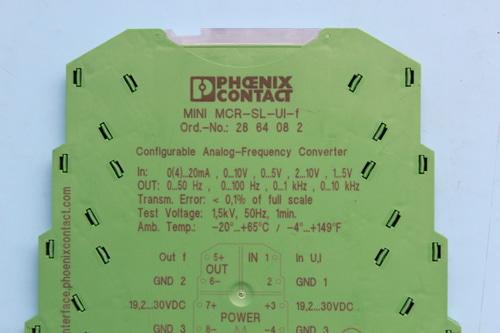 PHOENIX
CONTACT
MINI MCR-SL-UI-f
Ord.-No.: 28 64 08 2
Configurable Analog-Frequency Converter
In: 0(4)...20mA , 0...10V , 0...5V , 2...10V , 1...5V
OUT: 0...50 Hz , 0...100 Hz , 0...1 kHz , 0...10 kHz
Transm. Error: < 0,1% of full scale
Test Voltage: 1,5kV, 50Hz, 1min.
Amb. Temp.: -20°...+65°C / -4°...+149°F
Out f 5+ IN 1 In U,I
OUT
GND 2 6- 2 GND 1
19,2...30VDC 7+ +3 19,2...30VDC
POWER
GND 3 8- -4 GND 3
interface.phoenixcontact.com